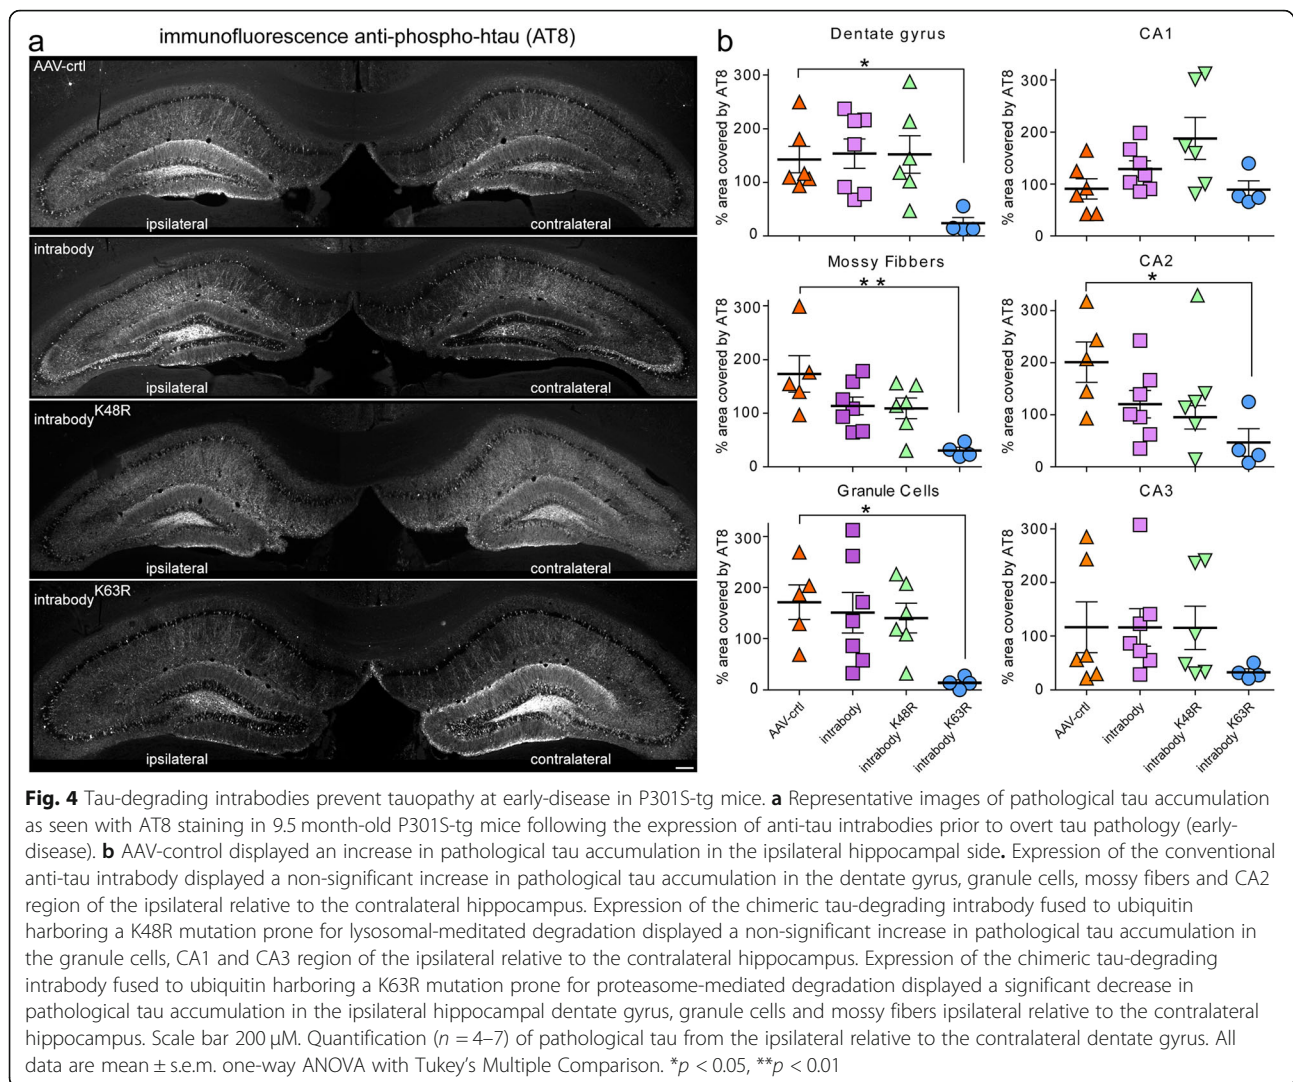 a
immunofluorescence anti-phospho-htau (AT8)
AAV-crtl
ipsilateral
contralateral
intrabody
ipsilateral
contralateral
intrabodyK48R
ipsilateral
contralateral
intrabodyK63R
ipsilateral
contralateral
b
Dentate gyrus
% area covered by AT8
300
200
100
0
*
CA1
% area covered by AT8
300
200
100
0
Mossy Fibbers
% area covered by AT8
300
200
100
0
**
CA2
% area covered by AT8
300
200
100
0
*
Granule Cells
% area covered by AT8
300
200
100
0
*
AAV-crtl
intrabody
intrabody K48R
intrabody K63R
CA3
% area covered by AT8
300
200
100
0
AAV-crtl
intrabody
intrabody K48R
intrabody K63R
Fig. 4 Tau-degrading intrabodies prevent tauopathy at early-disease in P301S-tg mice. a Representative images of pathological tau accumulation
as seen with AT8 staining in 9.5 month-old P301S-tg mice following the expression of anti-tau intrabodies prior to overt tau pathology (early-
disease). b AAV-control displayed an increase in pathological tau accumulation in the ipsilateral hippocampal side. Expression of the conventional
anti-tau intrabody displayed a non-significant increase in pathological tau accumulation in the dentate gyrus, granule cells, mossy fibers and CA2
region of the ipsilateral relative to the contralateral hippocampus. Expression of the chimeric tau-degrading intrabody fused to ubiquitin
harboring a K48R mutation prone for lysosomal-meditated degradation displayed a non-significant increase in pathological tau accumulation in
the granule cells, CA1 and CA3 region of the ipsilateral relative to the contralateral hippocampus. Expression of the chimeric tau-degrading
intrabody fused to ubiquitin harboring a K63R mutation prone for proteasome-mediated degradation displayed a significant decrease in
pathological tau accumulation in the ipsilateral hippocampal dentate gyrus, granule cells and mossy fibers ipsilateral relative to the contralateral
hippocampus. Scale bar 200 μM. Quantification (n = 4–7) of pathological tau from the ipsilateral relative to the contralateral dentate gyrus. All
data are mean ± s.e.m. one-way ANOVA with Tukey’s Multiple Comparison. *p < 0.05, **p < 0.01